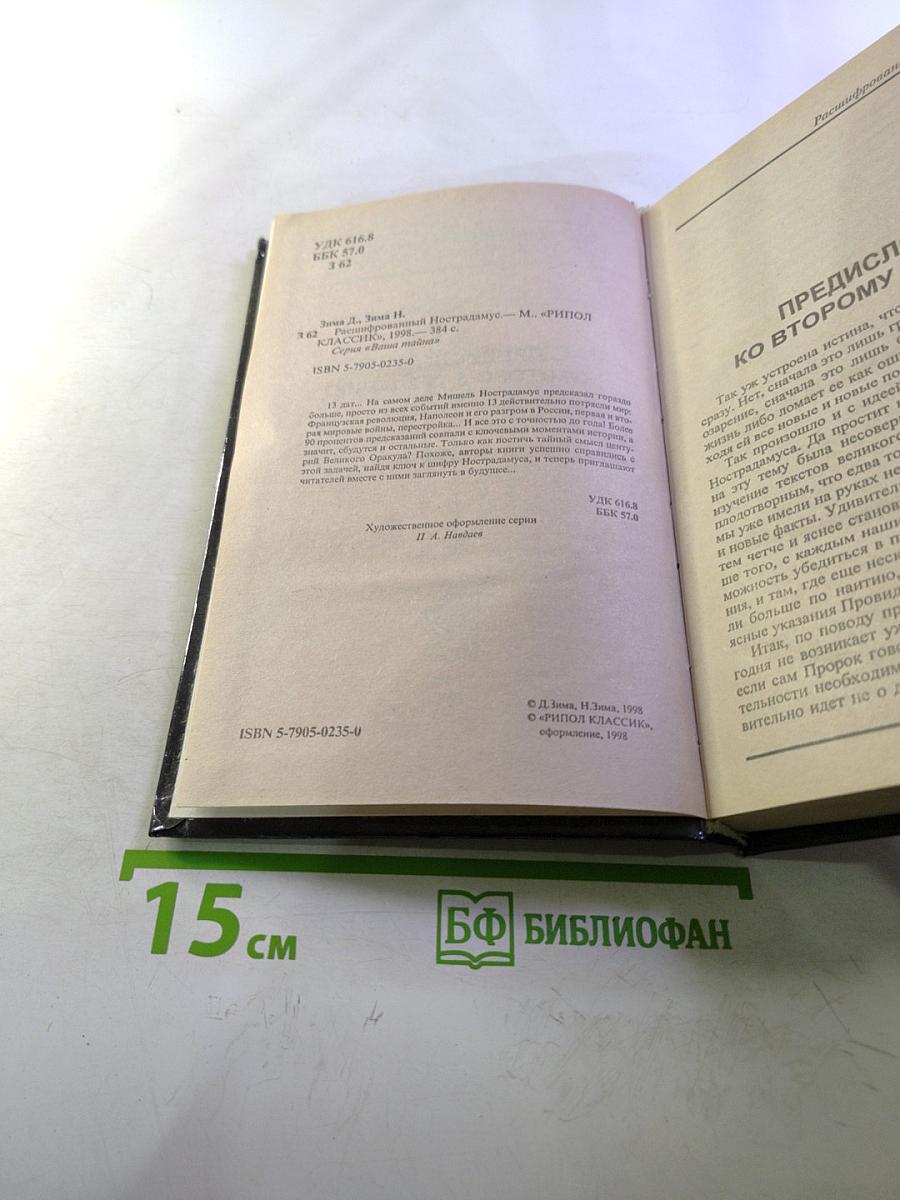 УДК 616.8
ББК 57.0
З 62
Зима Д., Зима Н.
З 62 Расшифрованный Нострадамус.— М., «РИПОЛ
КЛАССИК», 1998.— 384 с.
Серия «Ваша тайна»
ISBN 5-7905-0235-0
13 дат... На самом деле Мишель Нострадамус предсказал гораздо
больше, просто из всех событий именно 13 действительно потрясли мир:
Французская революция, Наполеон и его разгром в России, первая и вто-
рая мировые войны, перестройка... И все это с точностью до года! Более
90 процентов предсказаний совпали с ключевыми моментами истории, а
значит, сбудутся и остальные. Только как постичь тайный смысл центу-
рий Великого Оракула? Похоже, авторы книги успешно справились с
этой задачей, найдя ключ к шифру Нострадамуса, и теперь приглашают
читателей вместе с ними заглянуть в будущее...
УДК 616.8
ББК 57.0
Художественное оформление серии
П. А. Навдаев
ISBN 5-7905-0235-0
© Д.Зима, Н.Зима, 1998
© «РИПОЛ КЛАССИК»,
оформление, 1998
Расшифрован
ПРЕДИСЛ
КО ВТОРОМУ
Так уж устроена истина, что
сразу. Нет, сначала это лишь
озарение, сначала это лишь
жизнь либо ломает ее как
ходя ей все новые и новые
Так произошло и с идеей
Нострадамуса. Да простит
на эту тему была несовер
изучение текстов великого
плодотворным, что едва
мы уже имели на руках
и новые факты. Удивител
тем четче и яснее станов
ше того, с каждым наши
можность убедиться в
ния, и там, где еще неск
ли больше по наитию,
ясные указания Провид
Итак, по поводу пр
годня не возникает уж
если сам Пророк гово
тельности необходим
вительно идет не о д
15 см
БФ БИБЛИОФАН